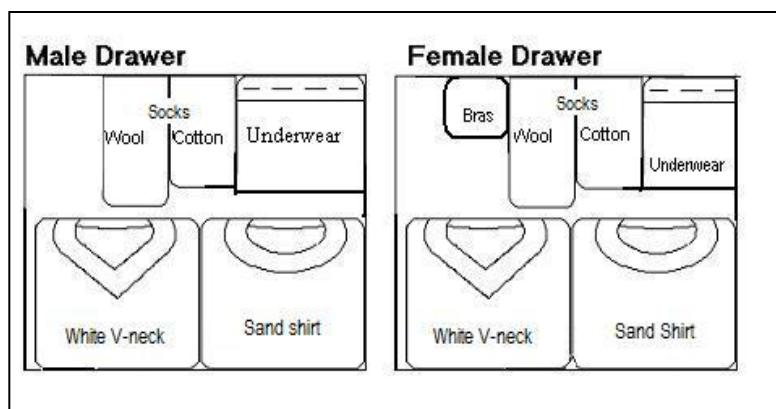 Male Drawer
Socks
Wool Cotton Underwear
White V-neck Sand shirt
Female Drawer
Bras Socks
Wool Cotton
Underwear
White V-neck Sand Shirt